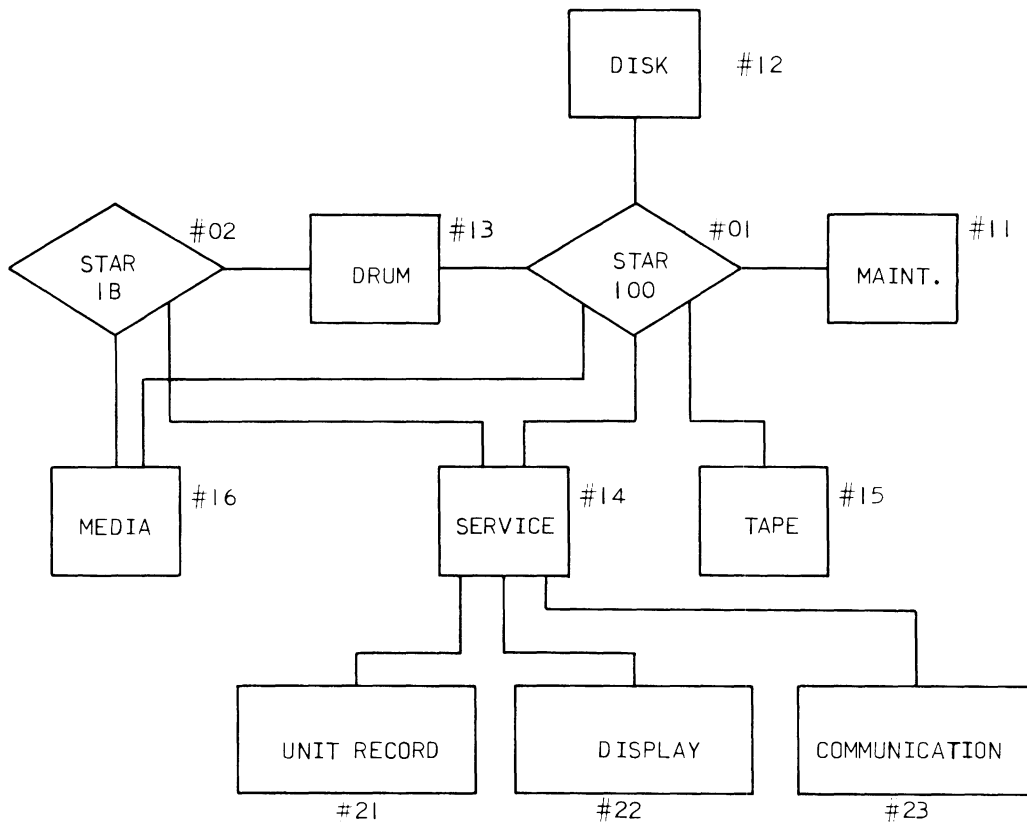 DISK
#12
#02
#13
#01
#11
STAR
1B
DRUM
STAR
100
MAINT.
#16
#14
#15
MEDIA
SERVICE
TAPE
UNIT RECORD
DISPLAY
COMMUNICATION
#21
#22
#23